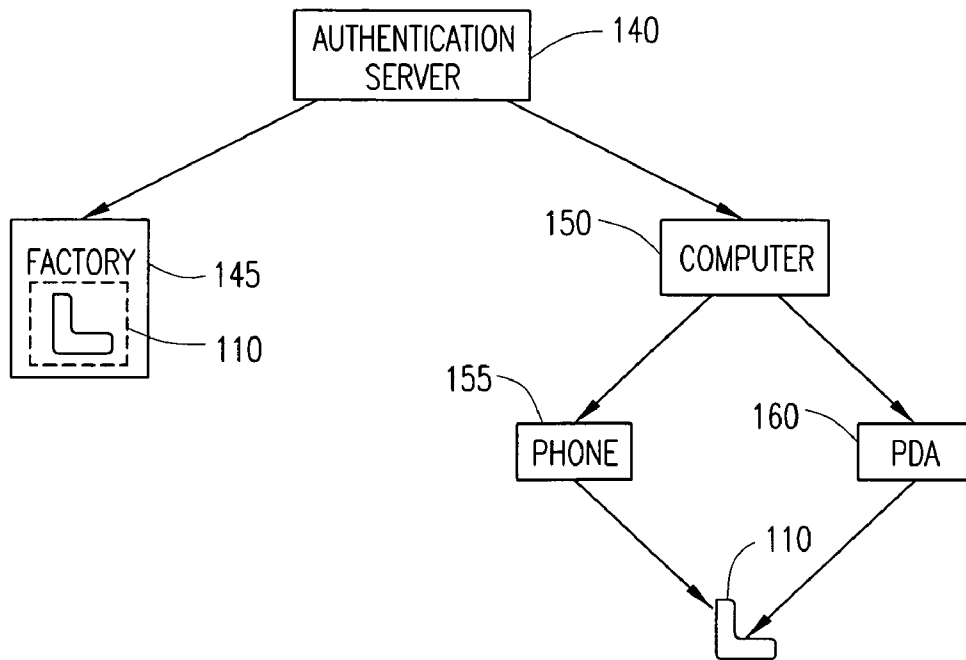 AUTHENTICATION
SERVER
140
FACTORY
145
110
150
COMPUTER
155
PHONE
160
PDA
110